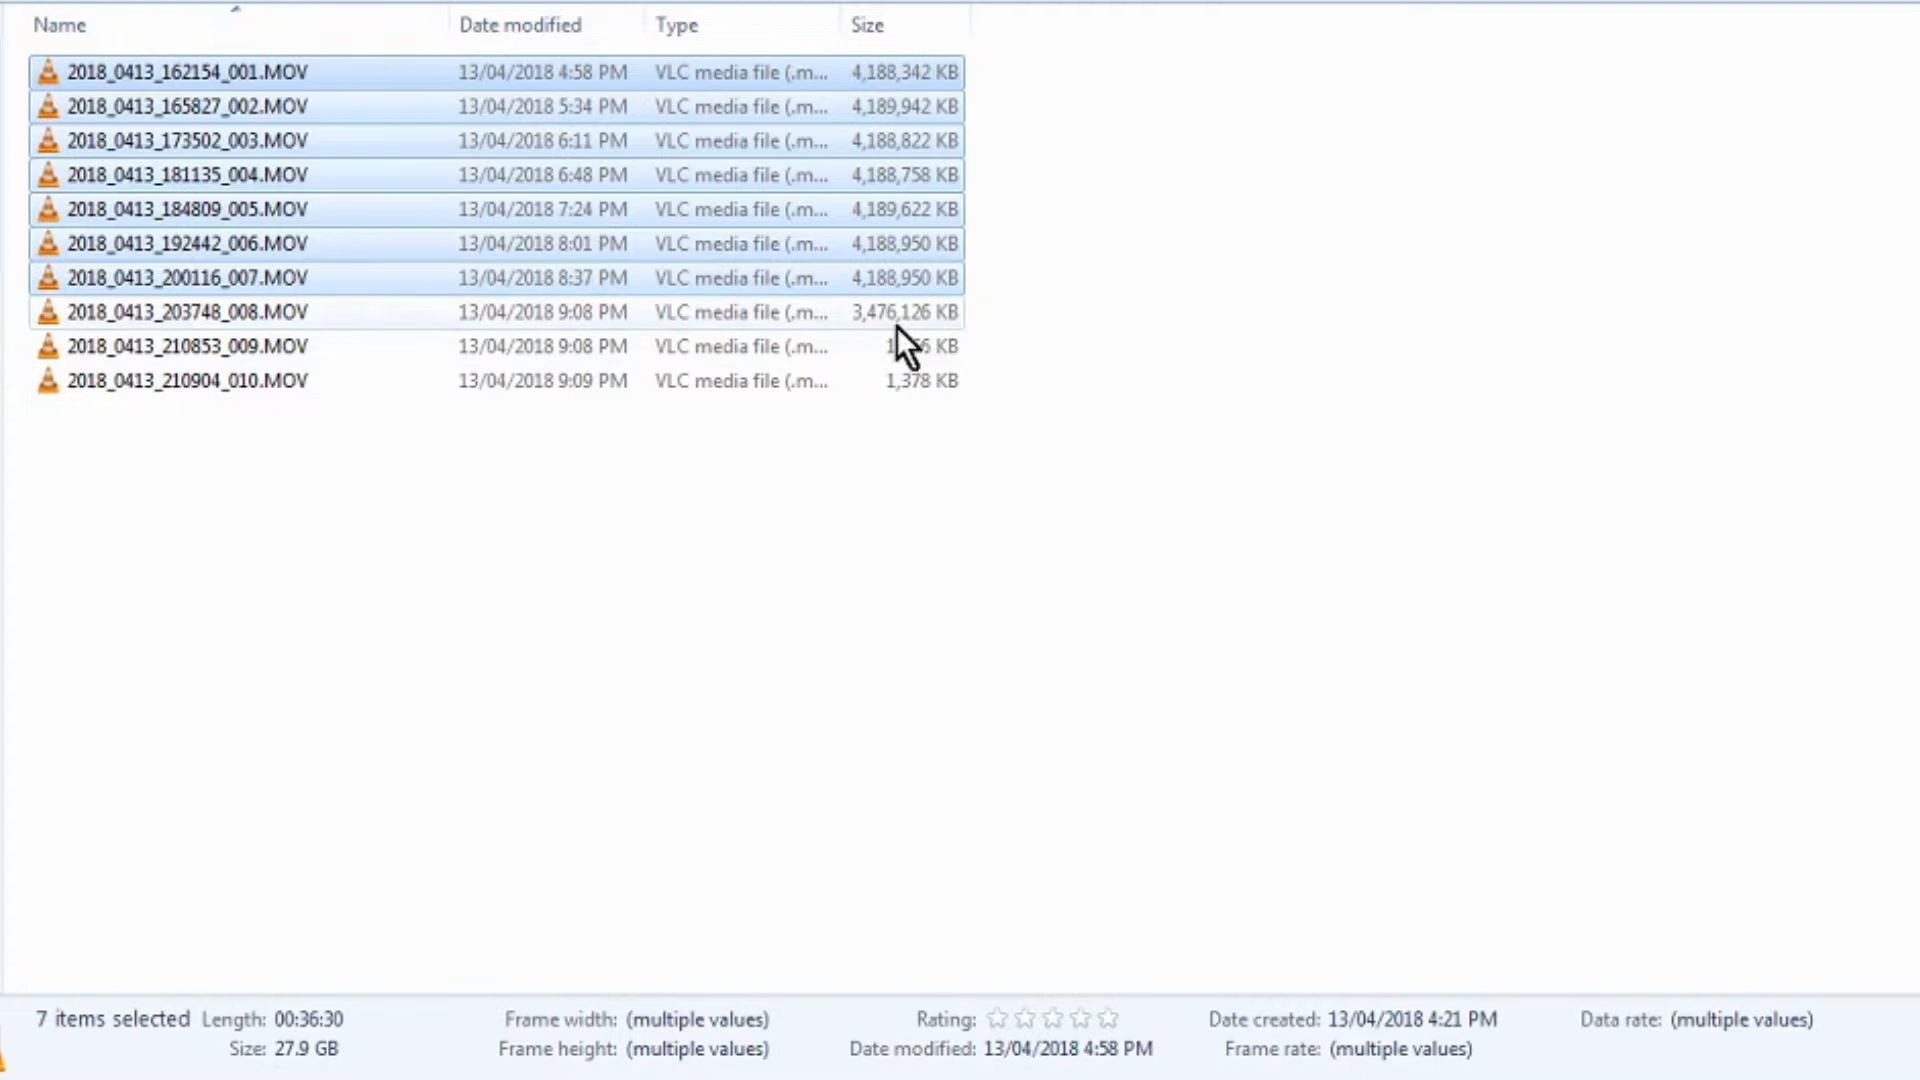 Name Date modified Type Size
2018_0413_162154_001.MOV 13/04/2018 4:58 PM VLC media file (.m... 4,188,342 KB
2018_0413_165827_002.MOV 13/04/2018 5:34 PM VLC media file (.m... 4,189,942 KB
2018_0413_173502_003.MOV 13/04/2018 6:11 PM VLC media file (.m... 4,188,822 KB
2018_0413_181135_004.MOV 13/04/2018 6:48 PM VLC media file (.m... 4,188,758 KB
2018_0413_184809_005.MOV 13/04/2018 7:24 PM VLC media file (.m... 4,189,622 KB
2018_0413_192442_006.MOV 13/04/2018 8:01 PM VLC media file (.m... 4,188,950 KB
2018_0413_200116_007.MOV 13/04/2018 8:37 PM VLC media file (.m... 4,188,950 KB
2018_0413_203748_008.MOV 13/04/2018 9:08 PM VLC media file (.m... 3,476,126 KB
2018_0413_210853_009.MOV 13/04/2018 9:08 PM VLC media file (.m... KB
2018_0413_210904_010.MOV 13/04/2018 9:09 PM VLC media file (.m... 1,378 KB
7 items selected Length: 00:36:30 Frame width: (multiple values) Rating: Date created: 13/04/2018 4:21 PM Data rate: (multiple values)
Size: 27.9 GB Frame height: (multiple values) Date modified: 13/04/2018 4:58 PM Frame rate: (multiple values)